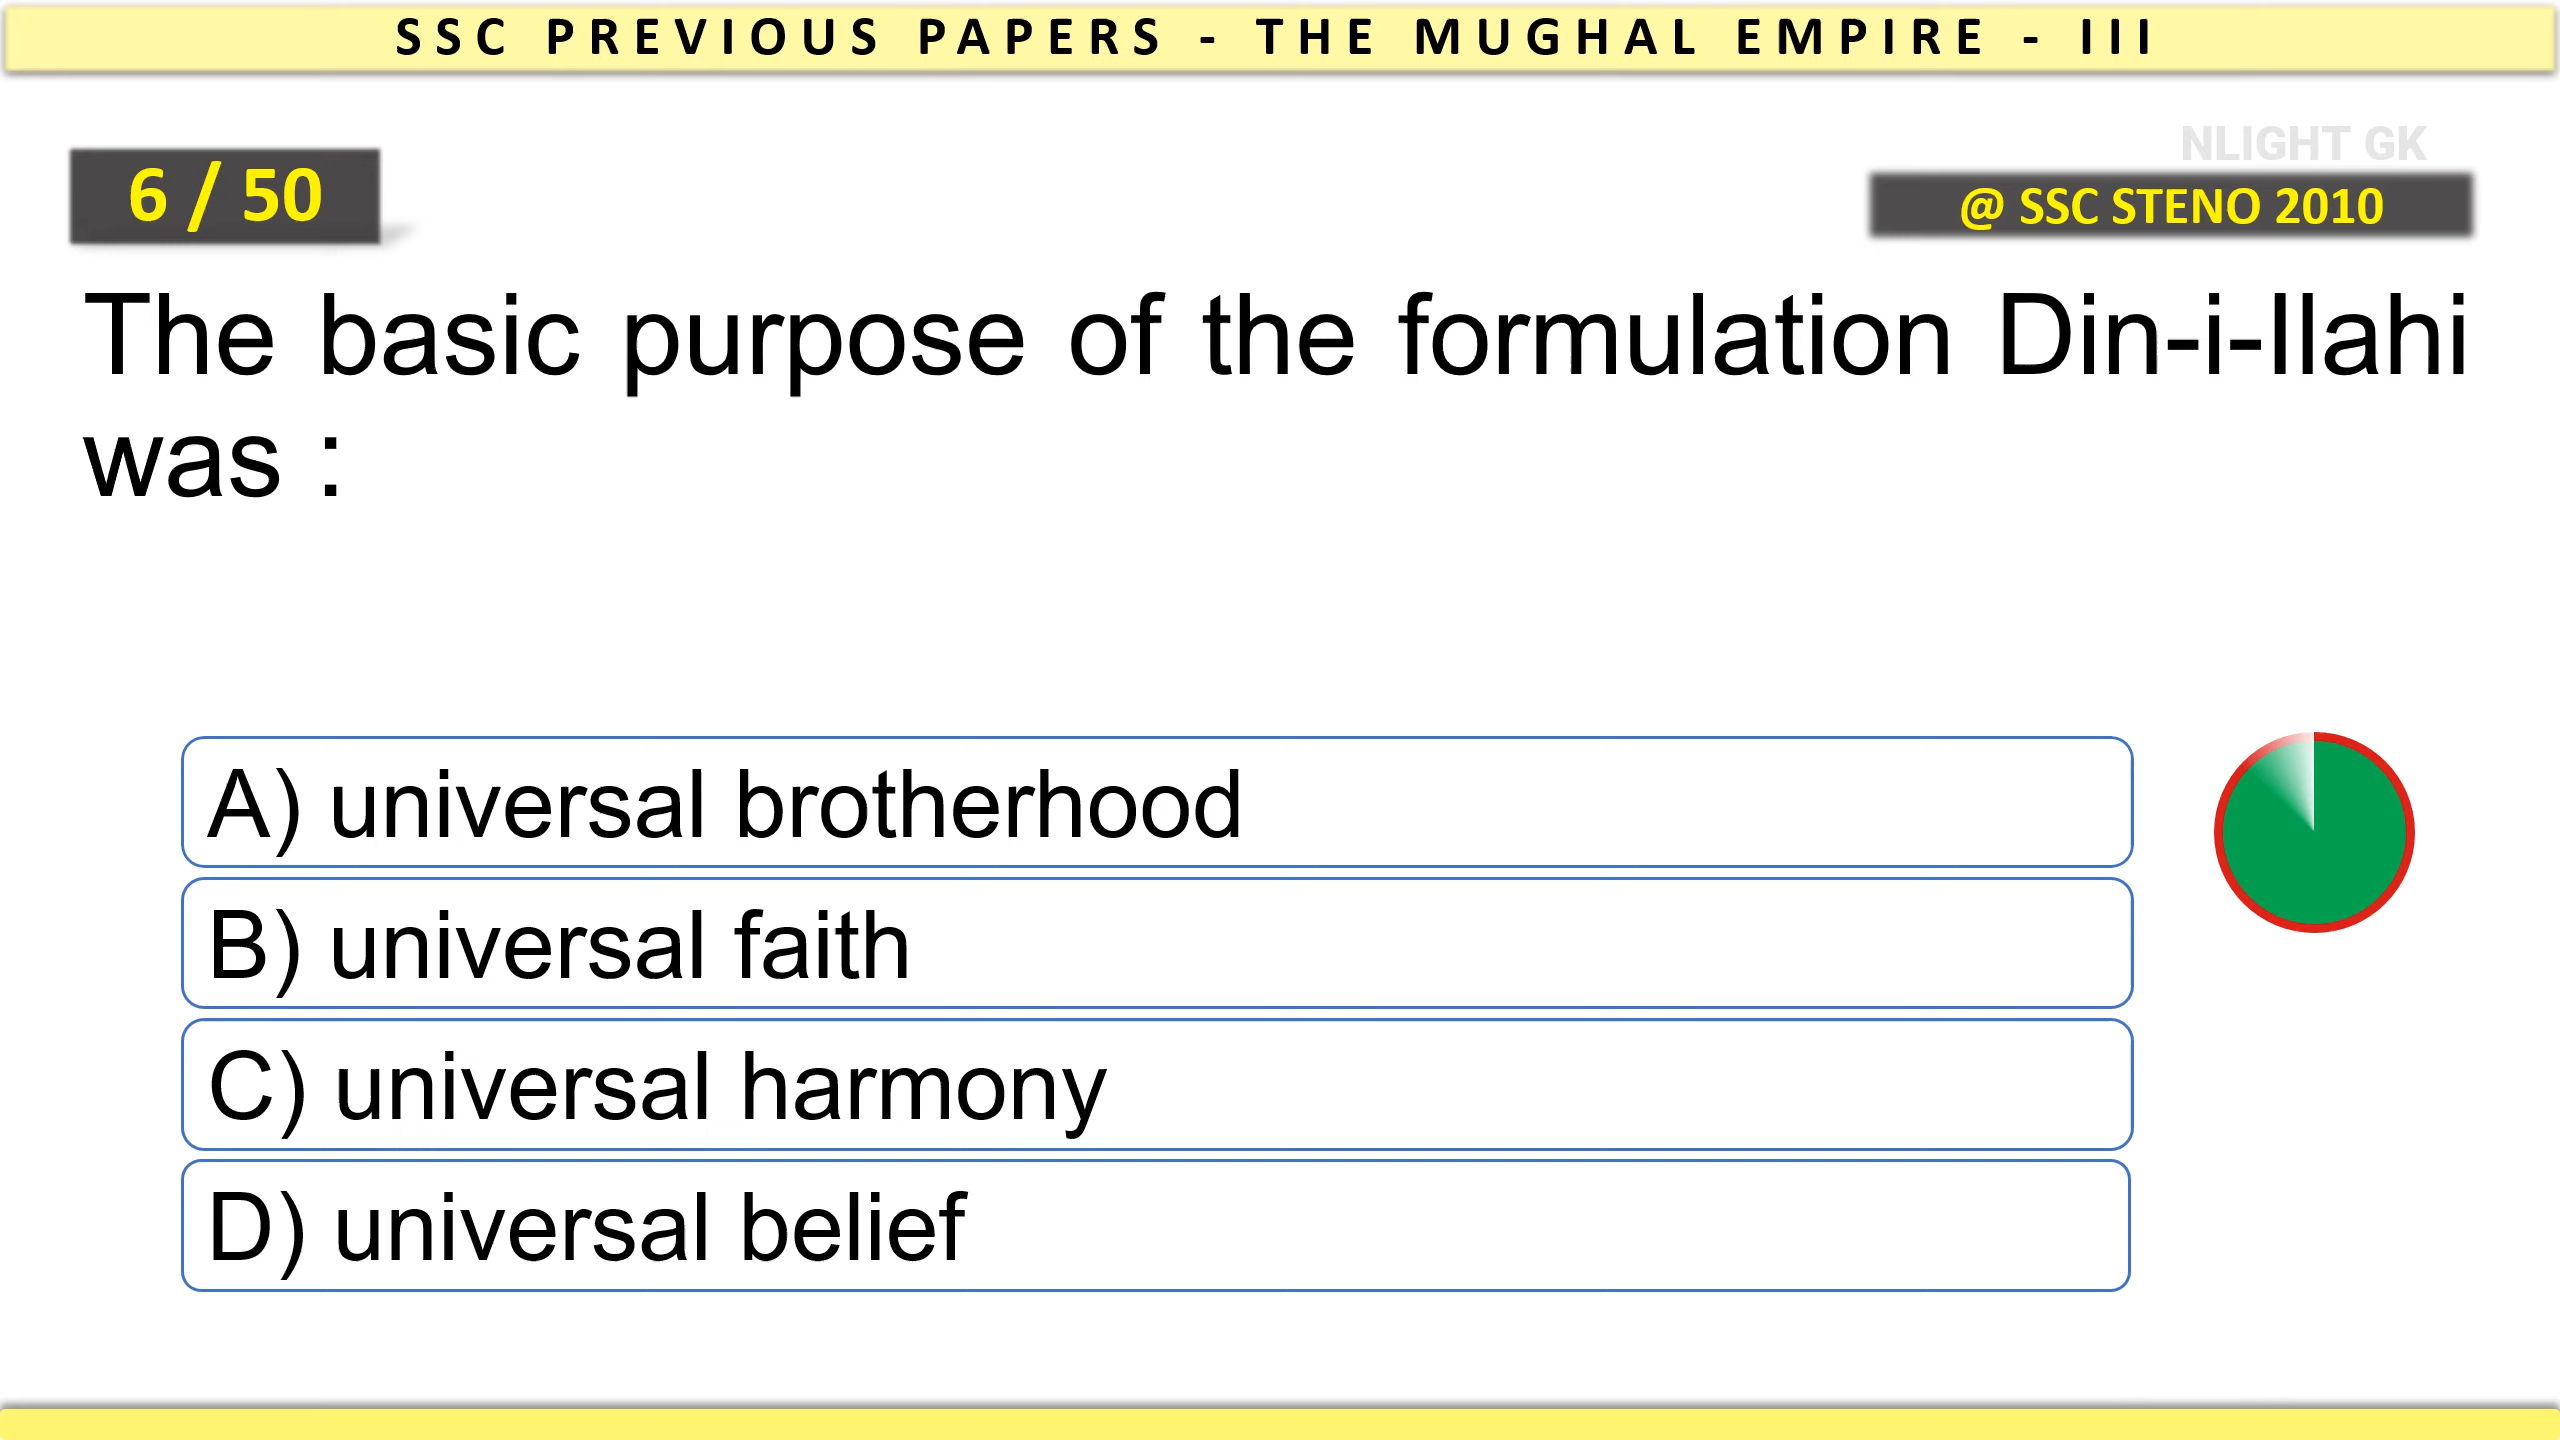 SSC PREVIOUS PAPERS - THE MUGHAL EMPIRE - III
NLIGHT GK
6 / 50
@ SSC STENO 2010
The basic purpose of the formulation Din-i-Ilahi
was :
A) universal brotherhood
B) universal faith
C) universal harmony
D) universal belief